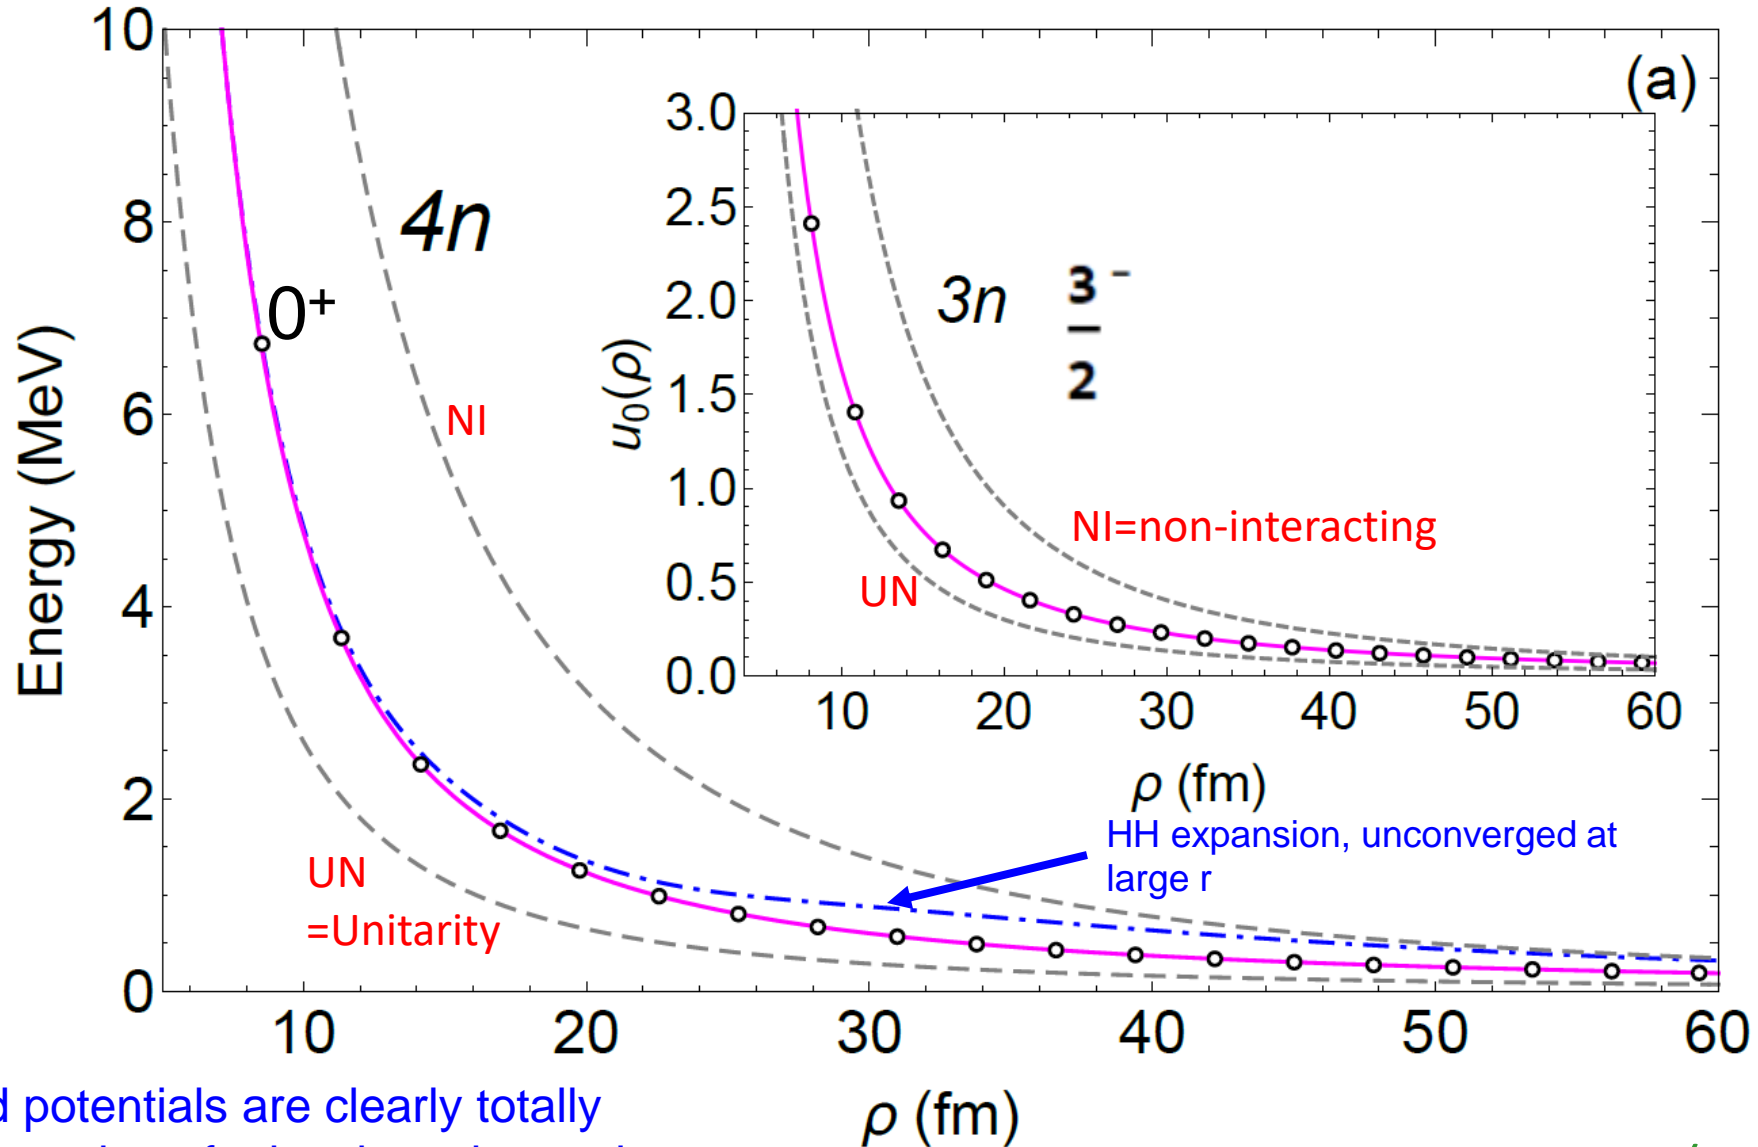 10
8
6
4
2
0
Energy (MeV)
10 20 30 40 50 60
ρ (fm)
(a)
4n
0⁺
NI
UN
=Unitarity
3.0
2.5
2.0
1.5
1.0
0.5
0.0
u₀(ρ)
3n 3⁻/2
NI=non-interacting
UN
10 20 30 40 50 60
ρ (fm)
HH expansion, unconverged at
large r
potentials are clearly totally